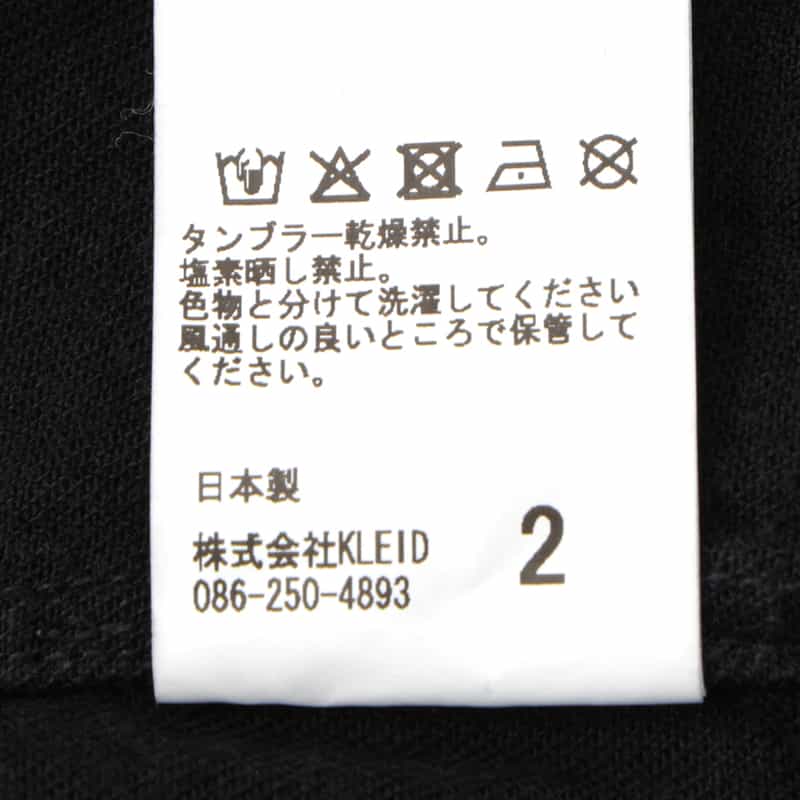 タンブラー乾燥禁止。
塩素晒し禁止。
色物と分けて洗濯してください
風通しの良いところで保管して
ください。
日本製
株式会社KLEID
086-250-4893
2